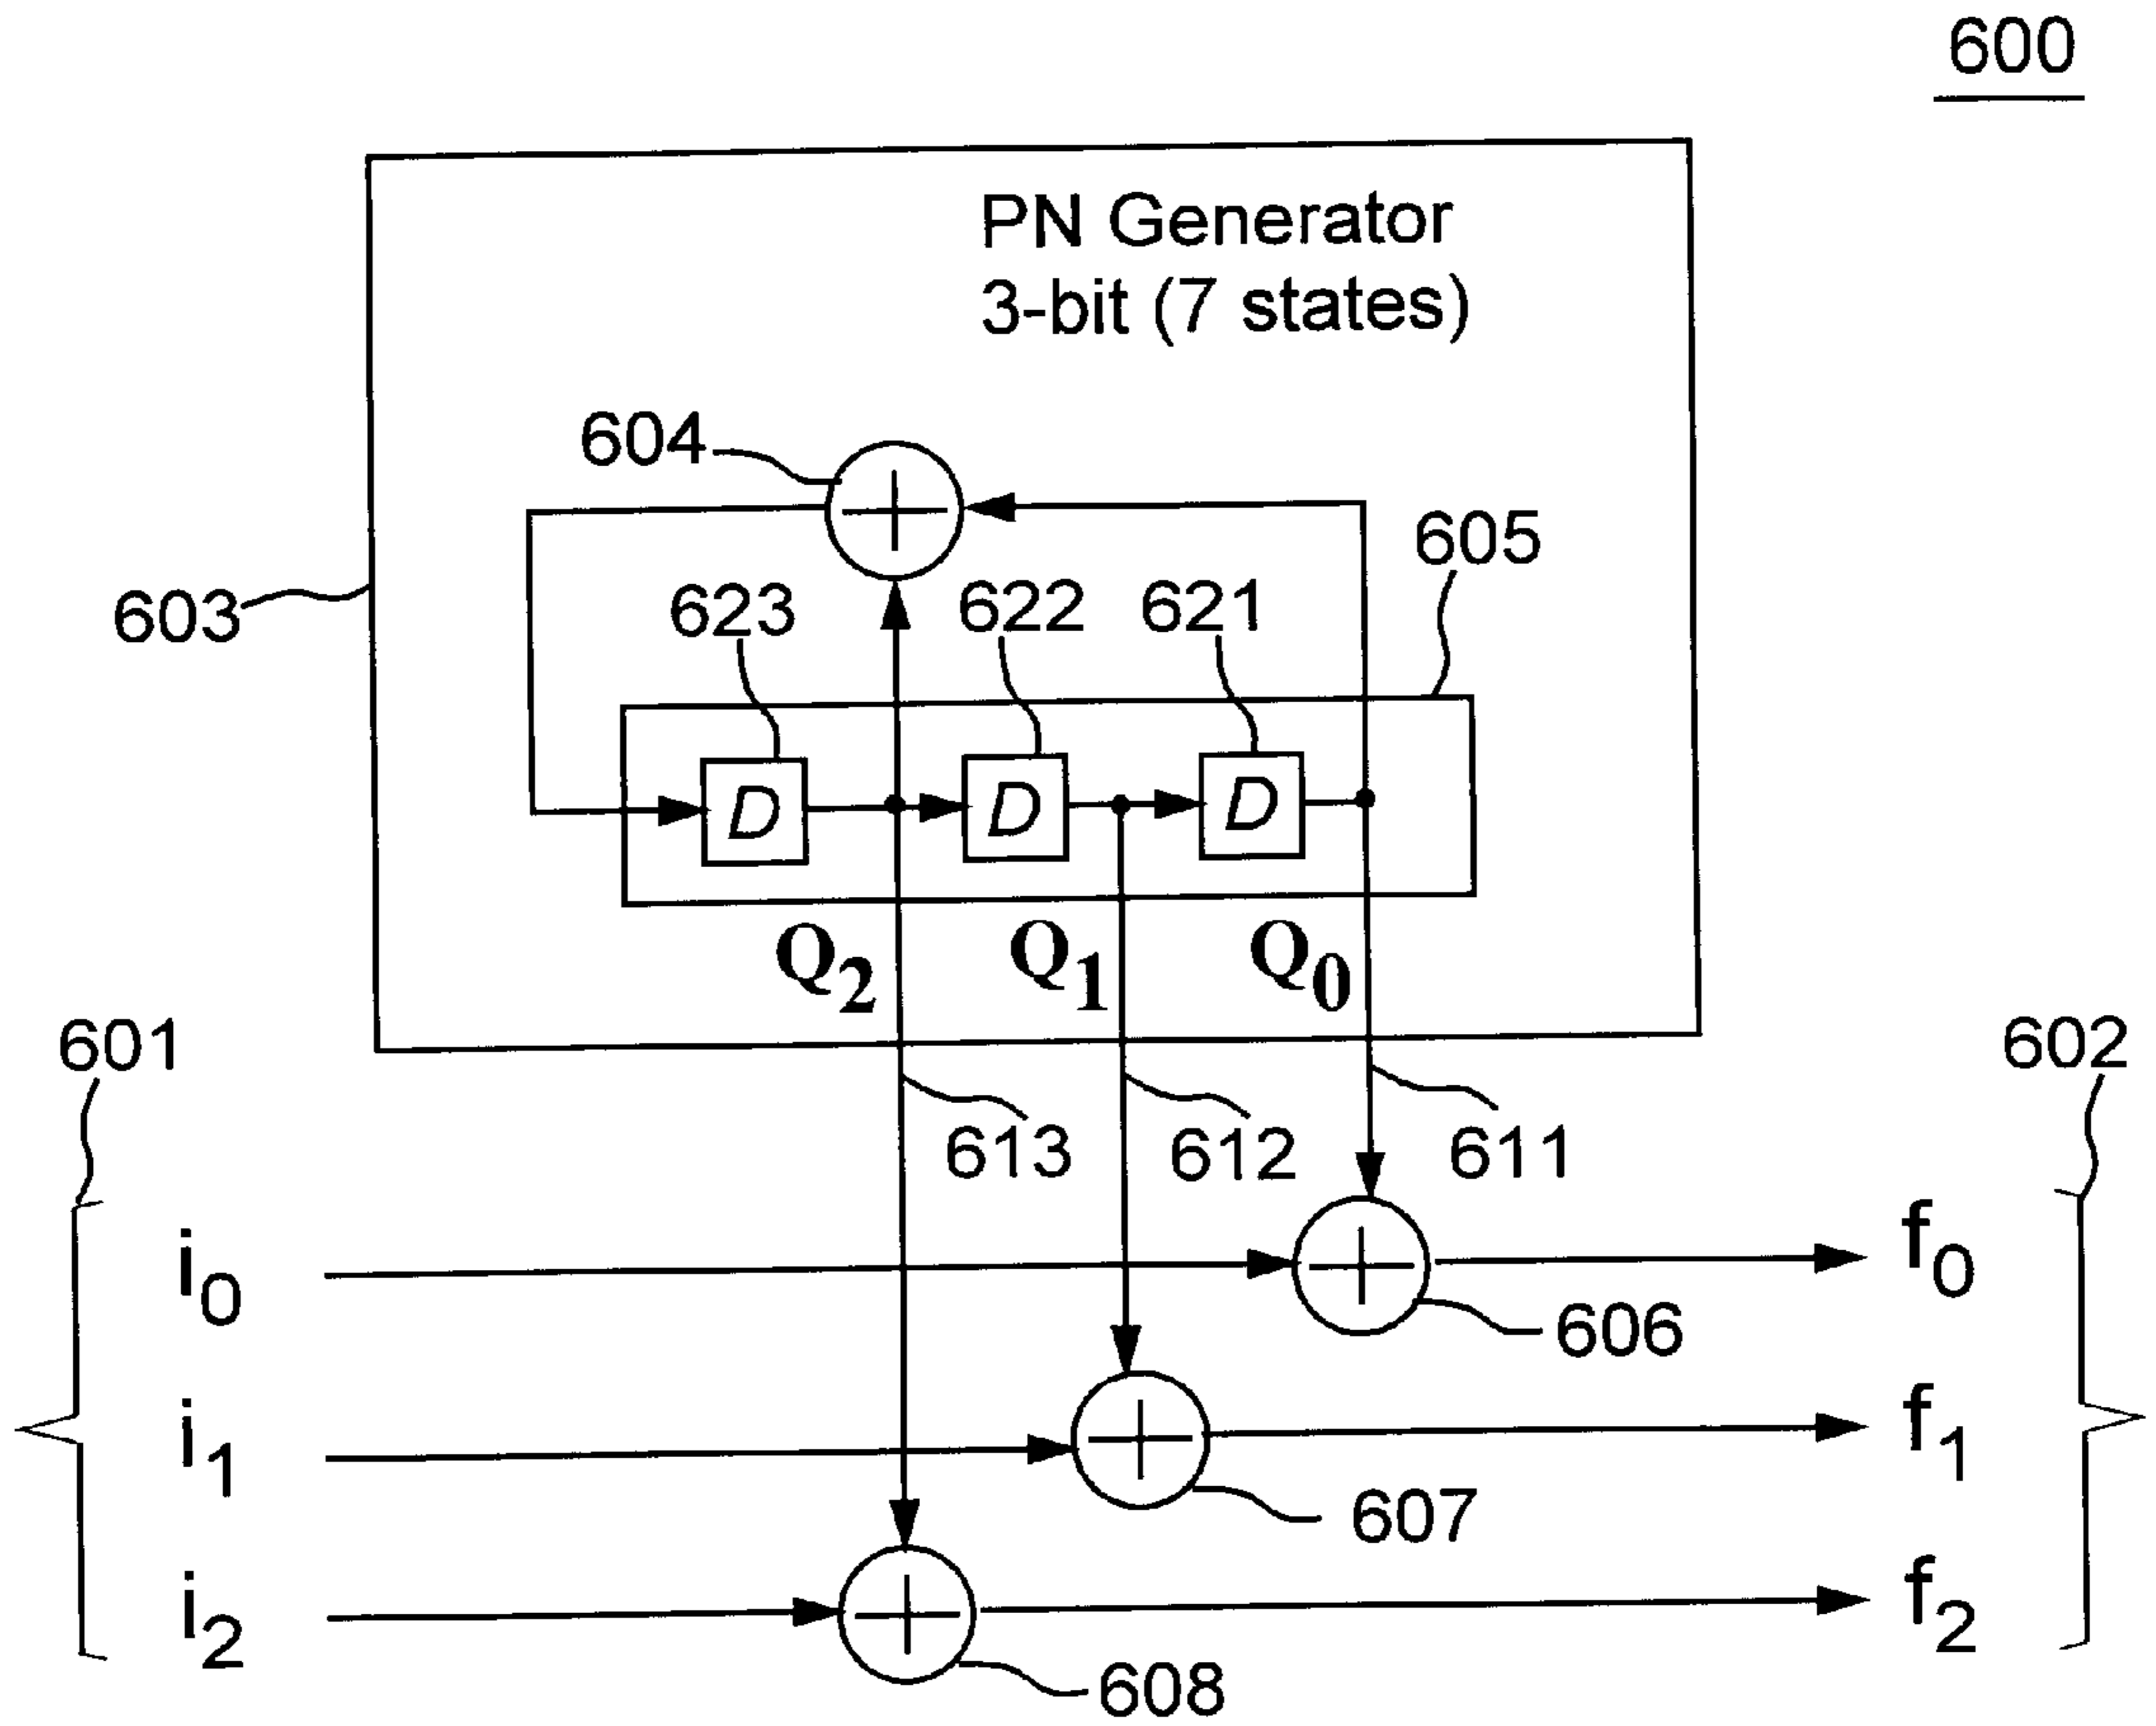 600
PN Generator
3-bit (7 states)
604
605
603
623
622
621
D
D
D
Q2
Q1
Q0
601
602
613
612
611
i0
f0
606
i1
f1
607
i2
f2
608